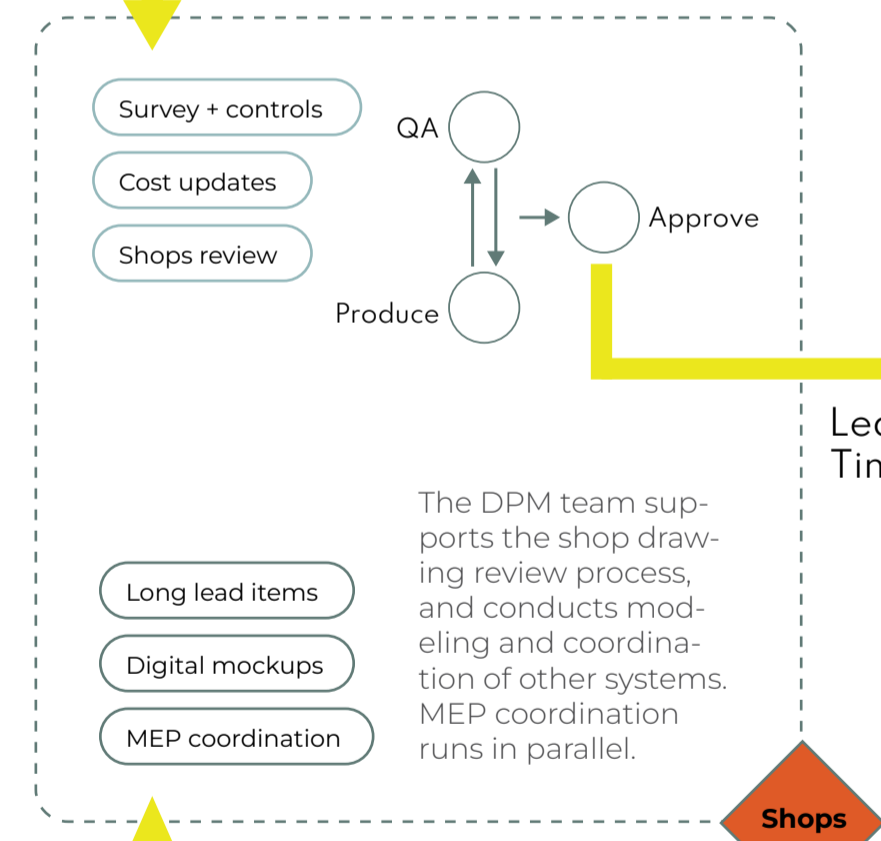 Survey + controls
Cost updates
Shops review
QA
Approve
Produce
The DPM team sup-
ports the shop draw-
ing review process,
and conducts mod-
eling and coordina-
tion of other systems.
MEP coordination
runs in parallel.
Long lead items
Digital mockups
MEP coordination
Shops